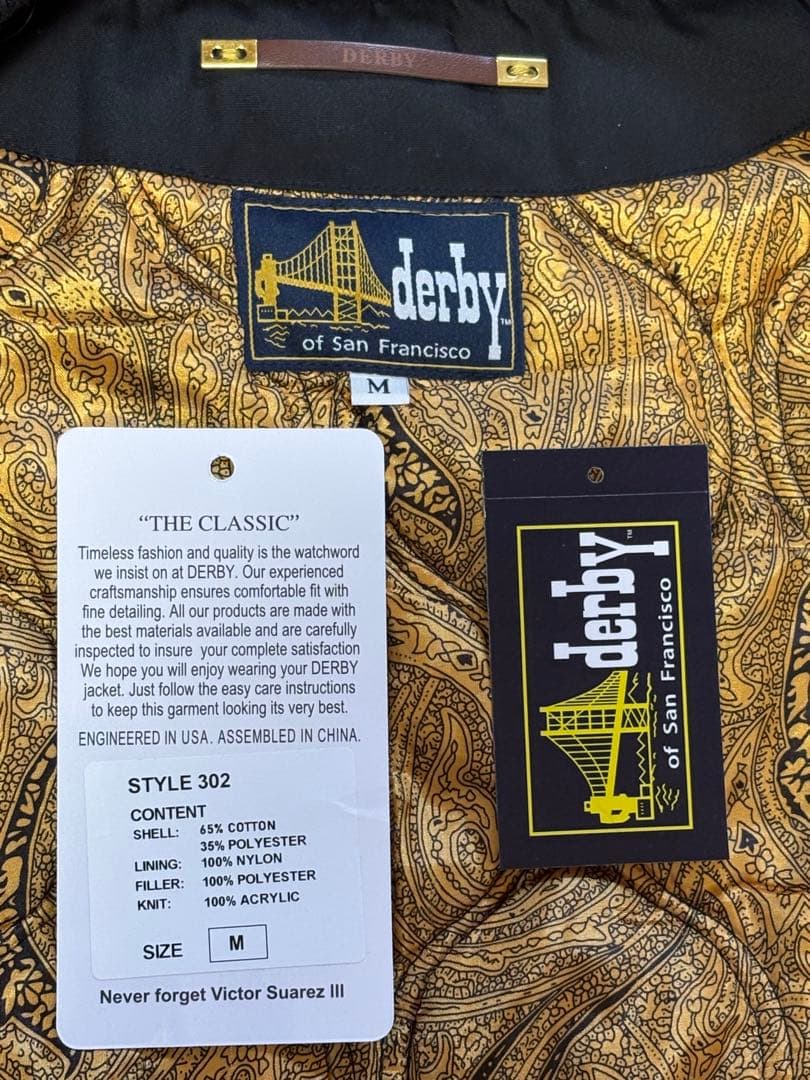 DERBY
derby™
of San Francisco
M
“THE CLASSIC”
Timeless fashion and quality is the watchword
we insist on at DERBY. Our experienced
craftsmanship ensures comfortable fit with
fine detailing. All our products are made with
the best materials available and are carefully
inspected to insure your complete satisfaction
We hope you will enjoy wearing your DERBY
jacket. Just follow the easy care instructions
to keep this garment looking its very best.
ENGINEERED IN USA. ASSEMBLED IN CHINA.
STYLE 302
CONTENT
SHELL: 65% COTTON
35% POLYESTER
LINING: 100% NYLON
FILLER: 100% POLYESTER
KNIT: 100% ACRYLIC
SIZE M
Never forget Victor Suarez III
derby™
of San Francisco